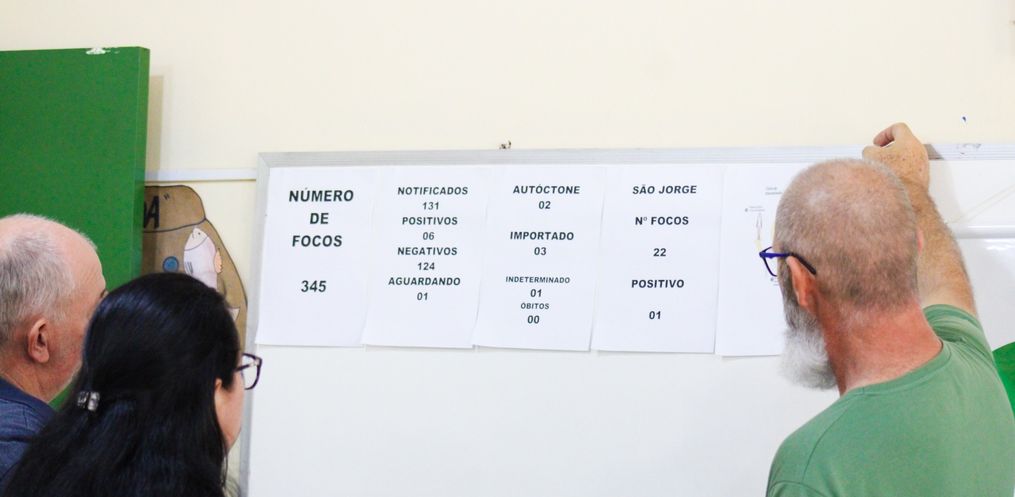 A"
NÚMERO
DE
FOCOS
345
NOTIFICADOS
131
POSITIVOS
06
NEGATIVOS
124
AGUARDANDO
01
AUTÓCTONE
02
IMPORTADO
03
INDETERMINADO
01
ÓBITOS
00
SÃO JORGE
Nº FOCOS
22
POSITIVO
01